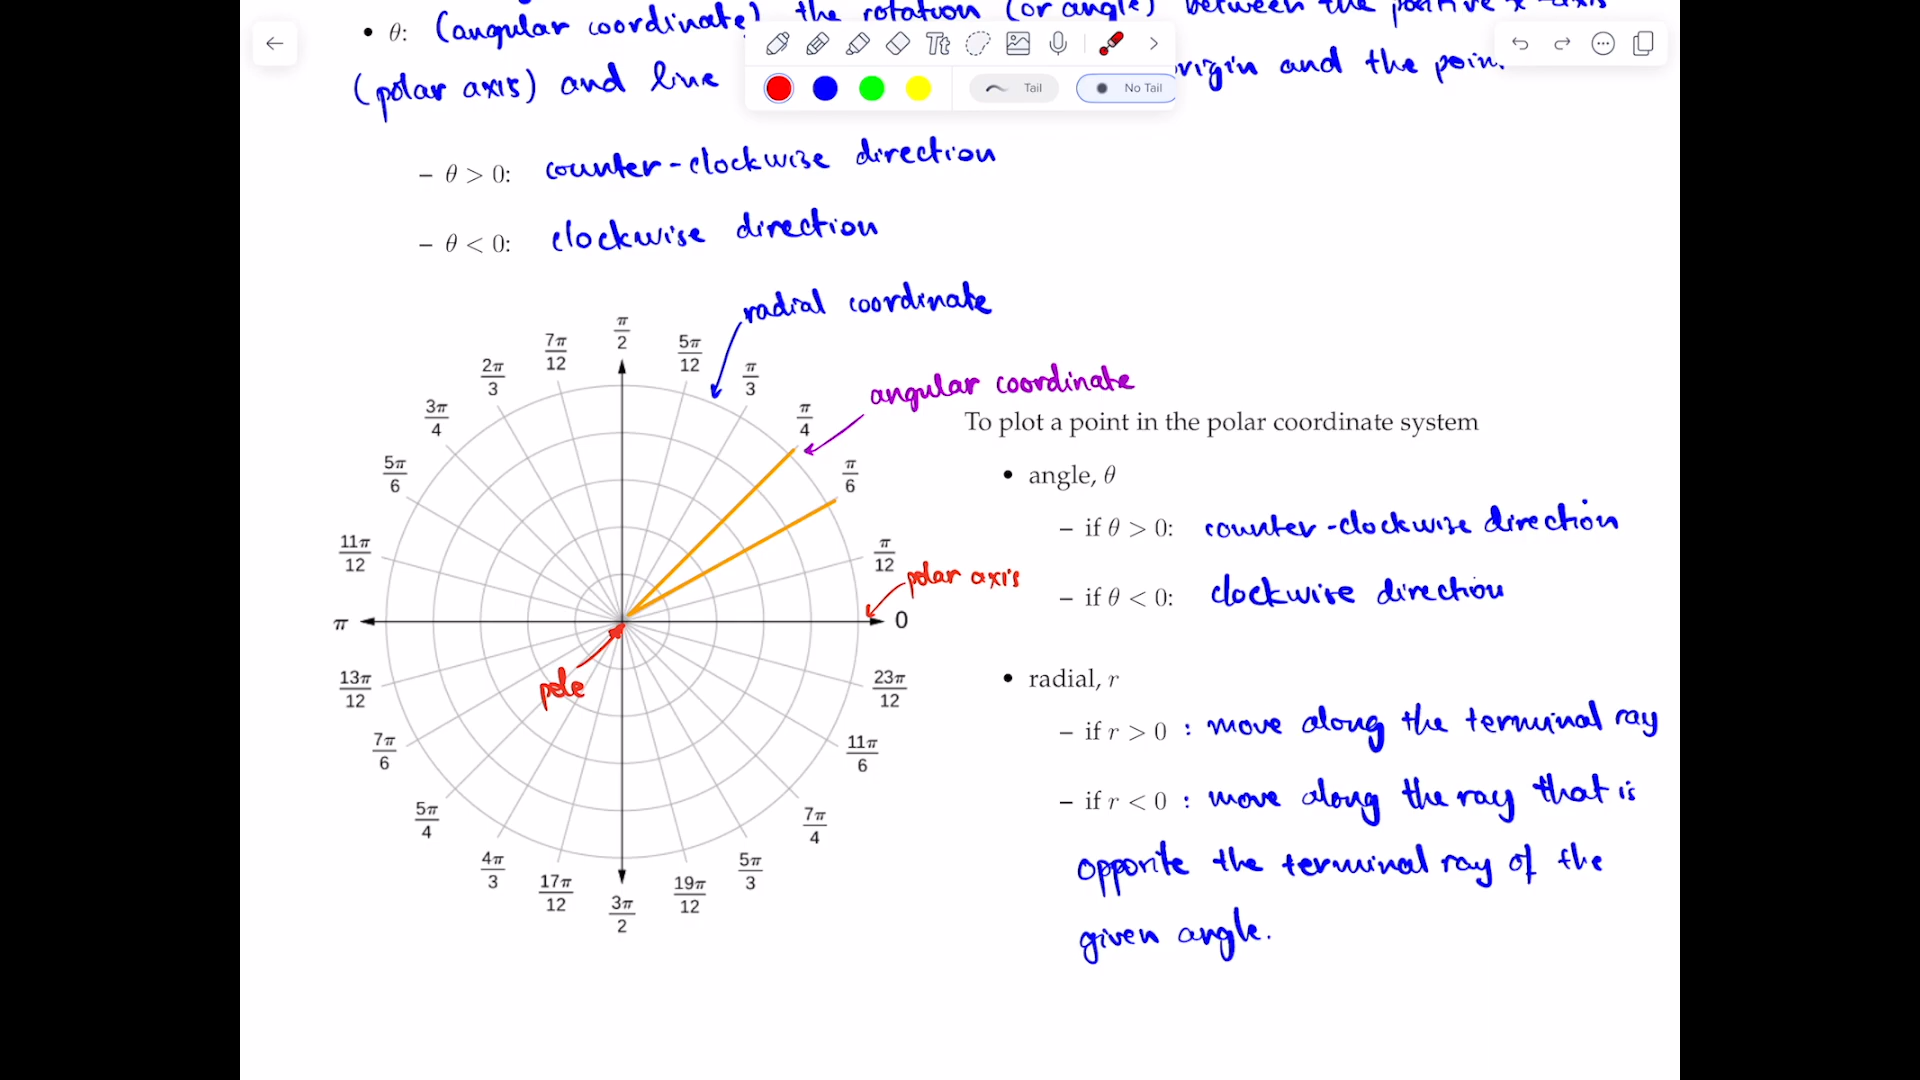 • θ: (angular coordinate) the rotation (or angle) between the positive x-axis
(polar axis) and line origin and the point.
– θ > 0: counter-clockwise direction
– θ < 0: clockwise direction
Tail
No Tail
radial coordinate
angular coordinate
polar axis
pole
0
π/12
π/6
π/4
π/3
5π/12
π/2
7π/12
2π/3
3π/4
5π/6
11π/12
π
13π/12
7π/6
5π/4
4π/3
17π/12
3π/2
19π/12
5π/3
7π/4
11π/6
23π/12
To plot a point in the polar coordinate system
• angle, θ
– if θ > 0: counter-clockwise direction
– if θ < 0: clockwise direction
• radial, r
– if r > 0 : move along the terminal ray
– if r < 0 : move along the ray that is
opposite the terminal ray of the
given angle.